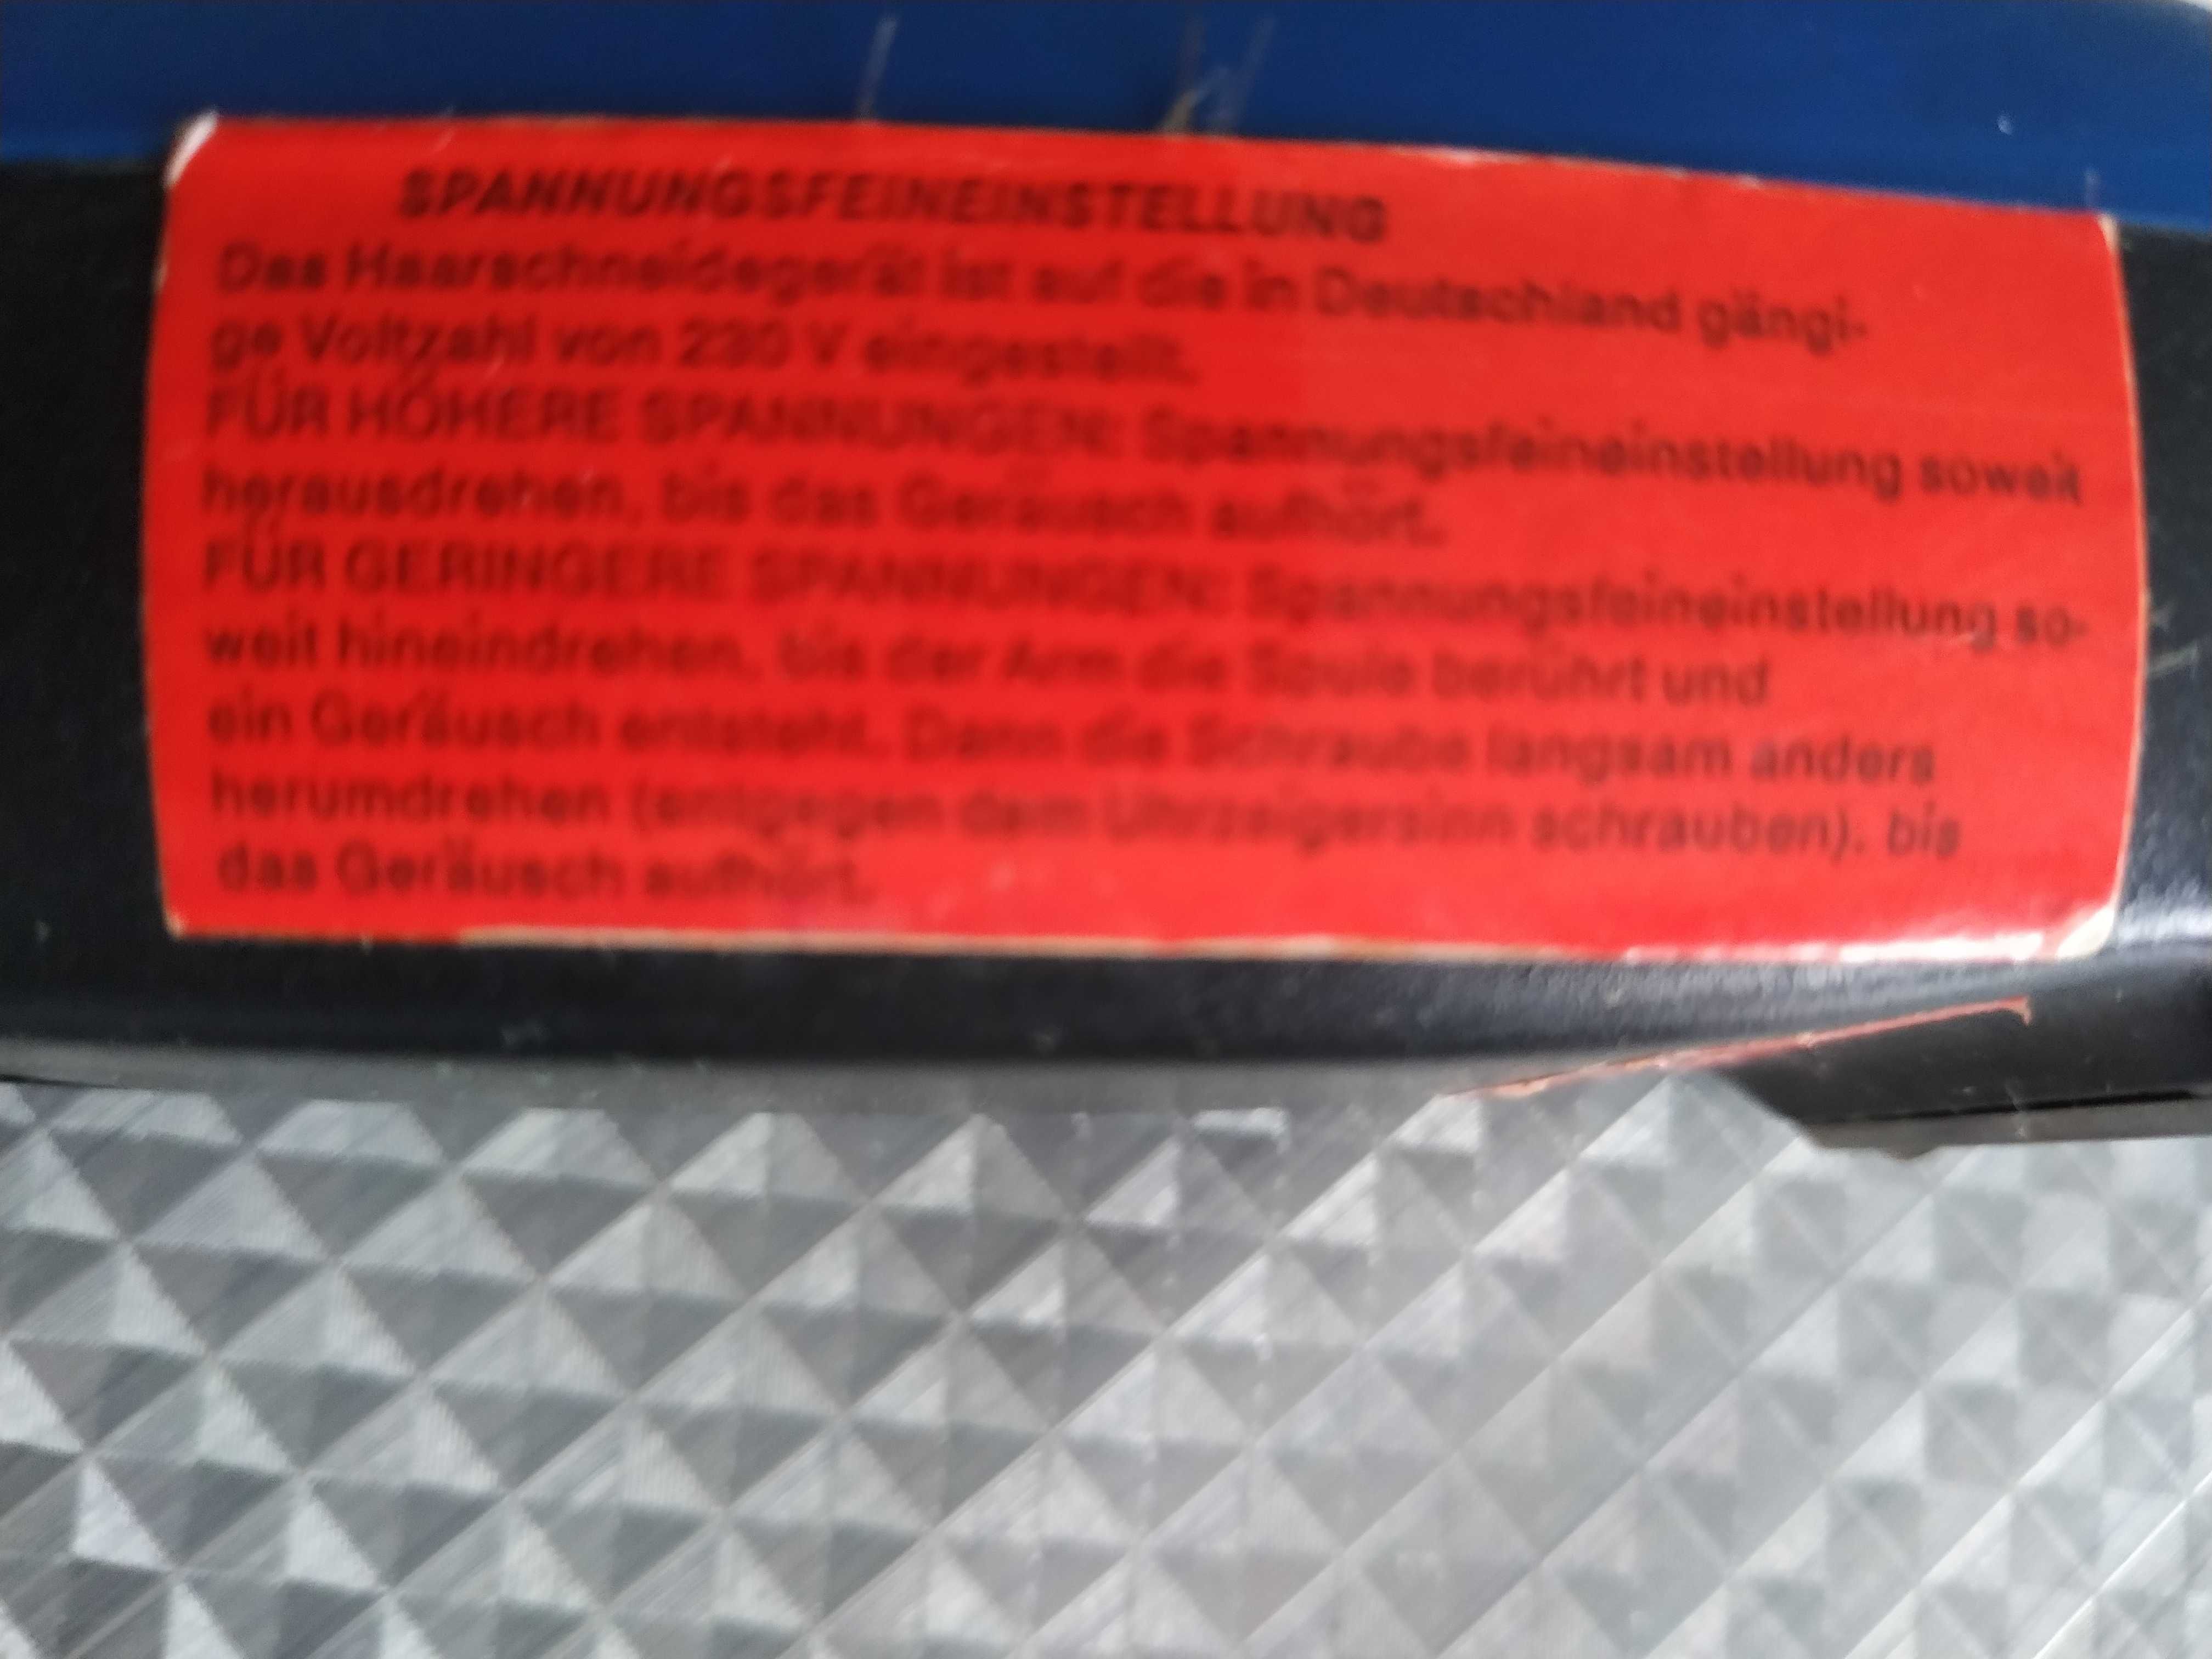 SPANNUNGSFEINEINSTELLUNG
Das Haarschneidegerät ist auf die in Deutschland gängi-
ge Voltzahl von 230 V eingestellt.
FÜR HÖHERE SPANNUNGEN: Spannungsfeineinstellung soweit
herausdrehen, bis das Geräusch aufhört.
FÜR GERINGERE SPANNUNGEN: Spannungsfeineinstellung so-
weit hineindrehen, bis der Arm die Spule berührt und
ein Geräusch entsteht. Dann die Schraube langsam anders
herumdrehen (entgegen dem Uhrzeigersinn schrauben). bis
das Geräusch aufhört.